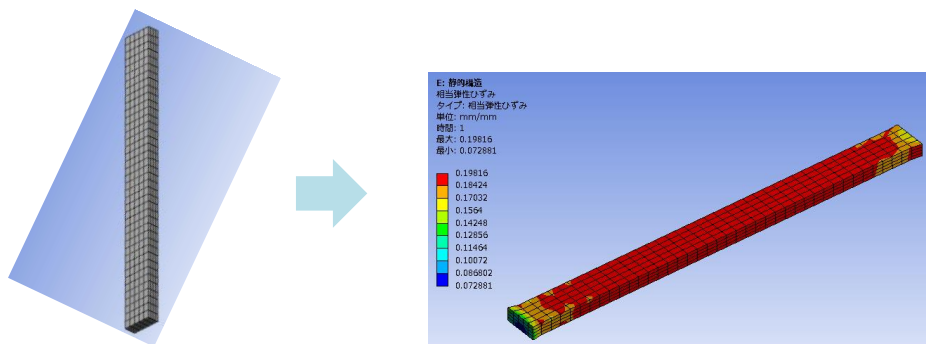 E: 静的構造
相当弾性ひずみ
タイプ: 相当弾性ひずみ
単位: mm/mm
時間: 1
最大: 0.19816
最小: 0.072881
0.19816
0.18424
0.17032
0.1564
0.14248
0.12856
0.11464
0.10072
0.086802
0.072881